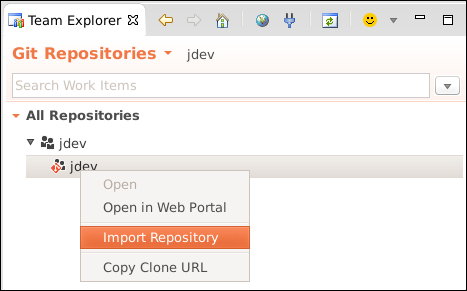 Team Explorer
Git Repositories jdev
Search Work Items
All Repositories
jdev
jdev
Open
Open in Web Portal
Import Repository
Copy Clone URL